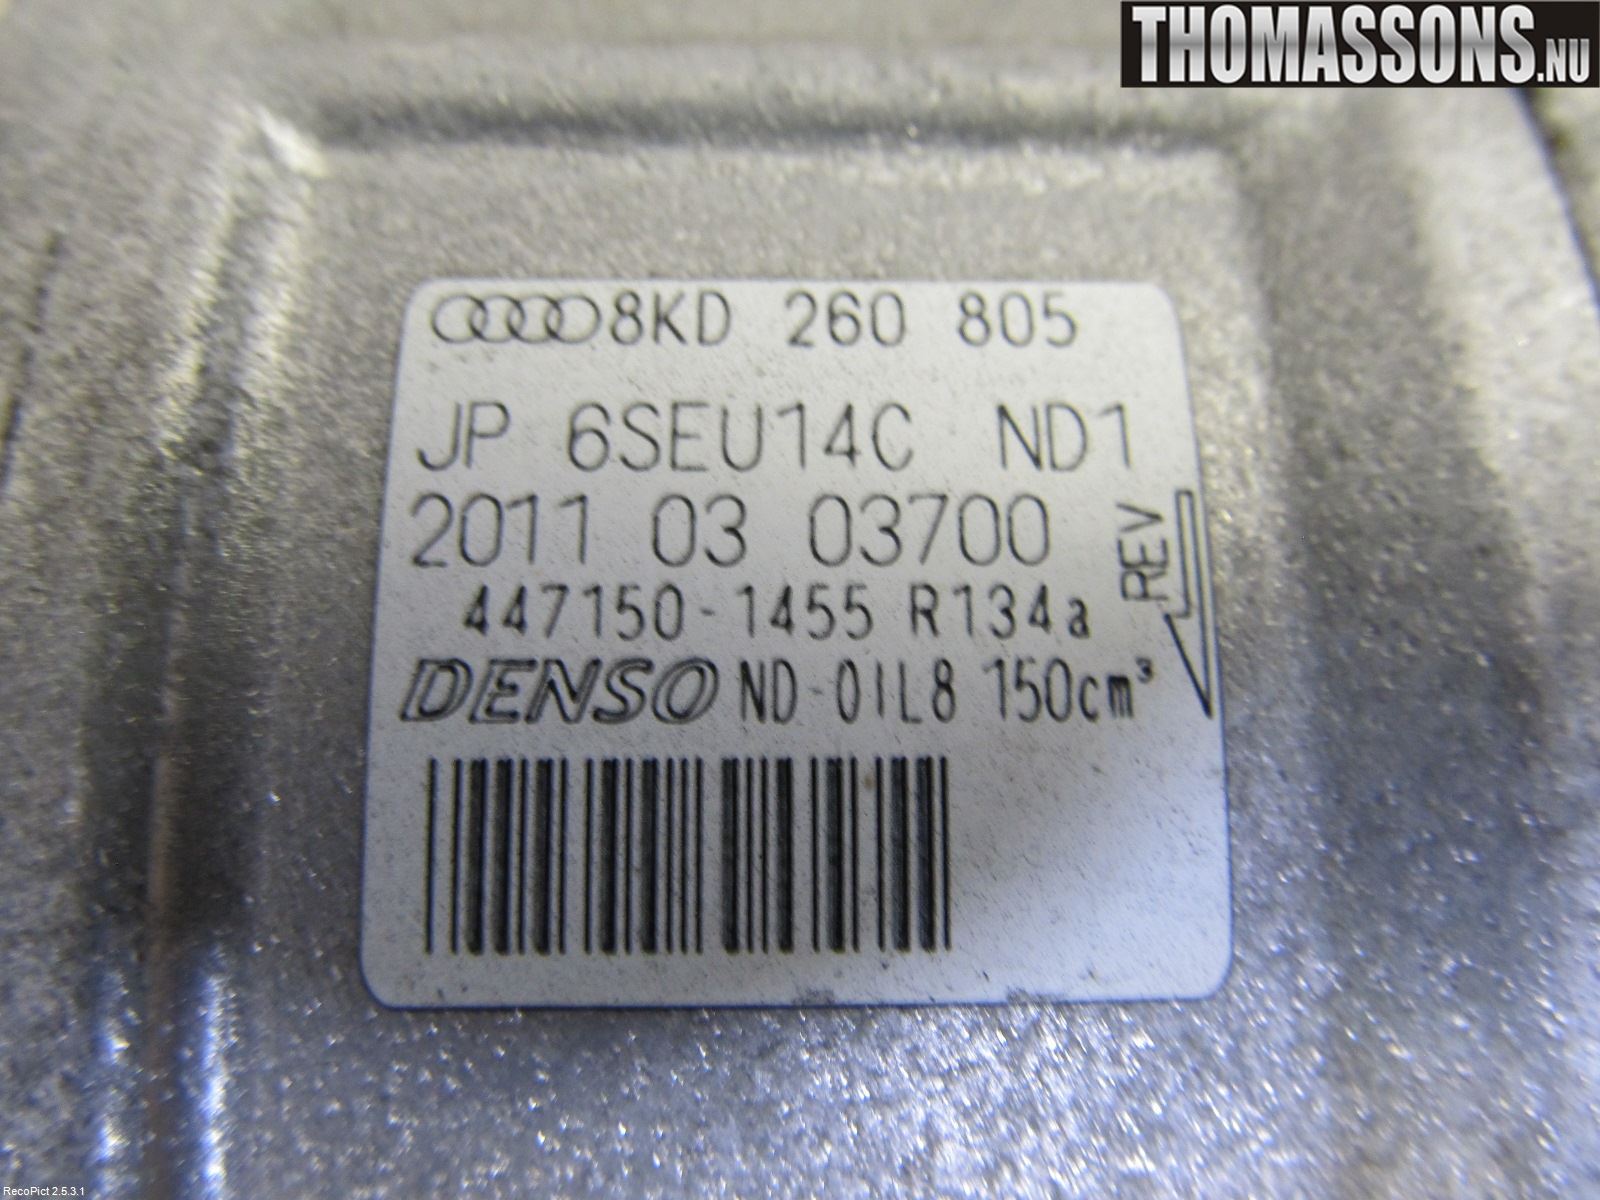 THOMASSONS.NU
8KD 260 805
JP 6SEU14C ND1
2011 03 03700
REV
447150-1455 R134a
DENSO ND-OIL8 150cm³
RecoPict 2.5.3.1